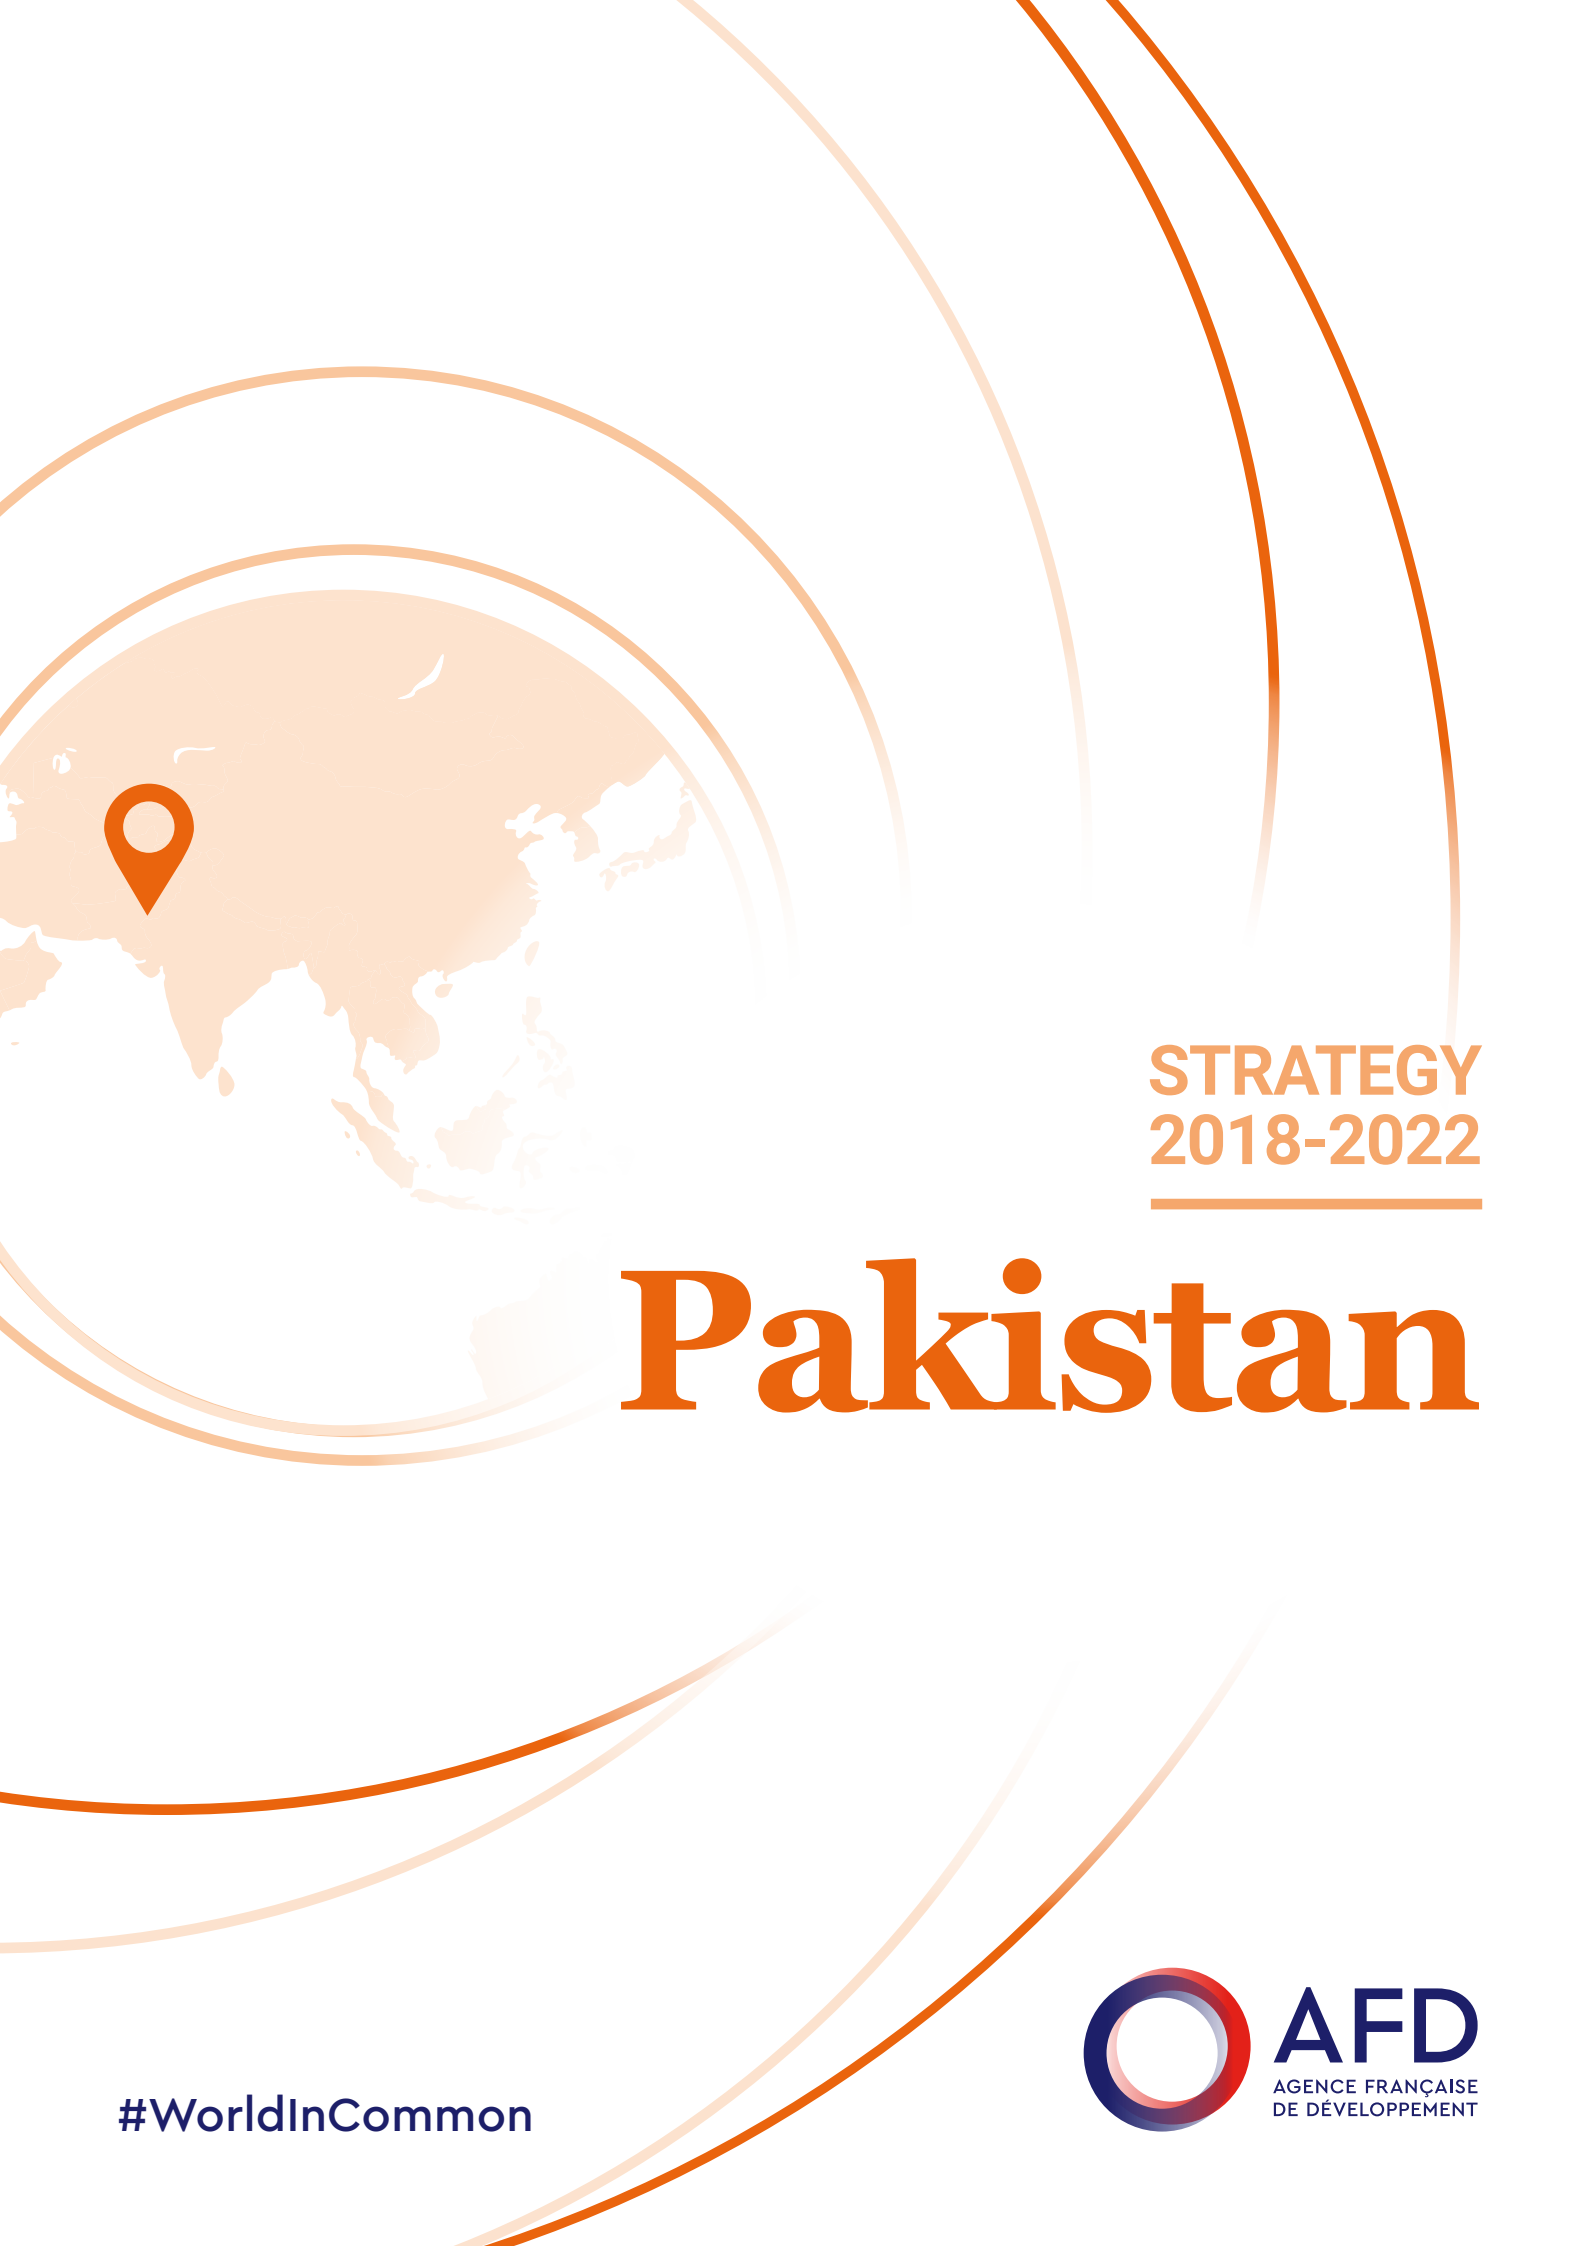 STRATEGY
2018-2022
Pakistan
#WorldInCommon
AFD
AGENCE FRANÇAISE
DE DÉVELOPPEMENT